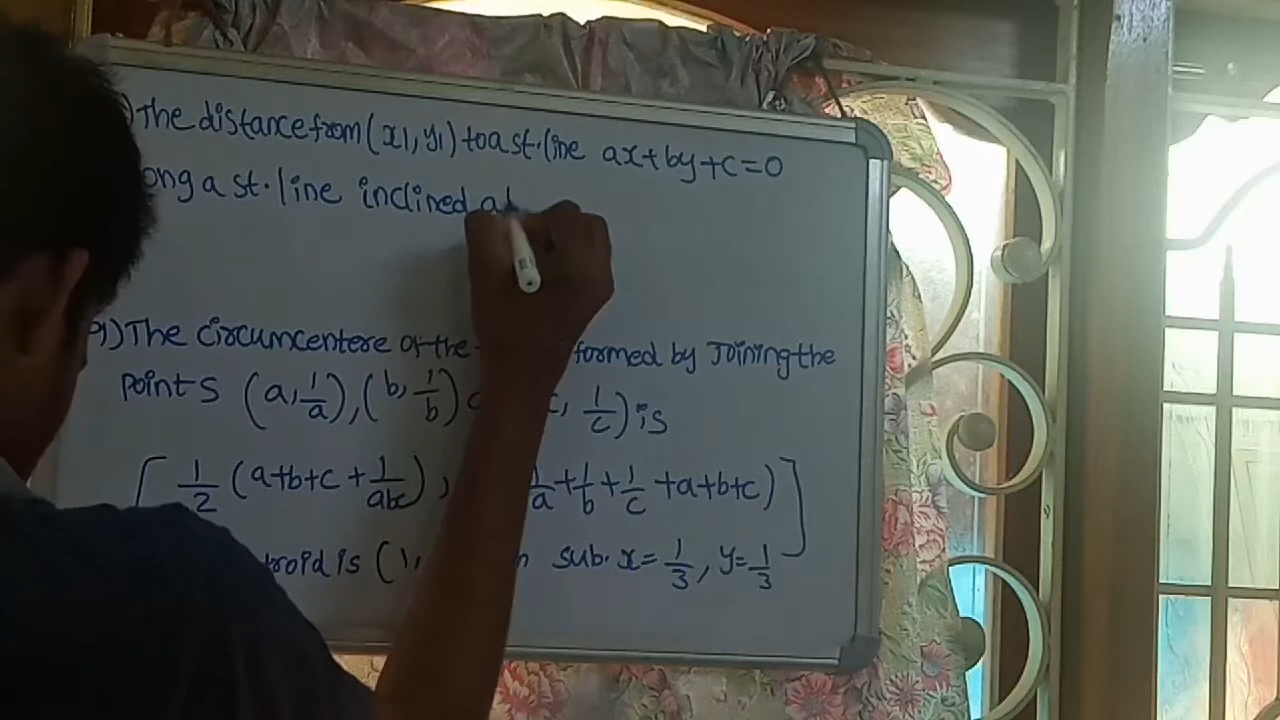 )The distance from (x1, y1) to a st. line ax+by+c=0
ong a st. line inclined at
91) The circumcentere of the formed by Joining the
points (a, 1/a), (b, 1/b) c, 1/c) is
[ 1/2 (a+b+c + 1/abc), 1/a + 1/b + 1/c + a+b+c) ]
troid is (1, sub. x= 1/3, y= 1/3